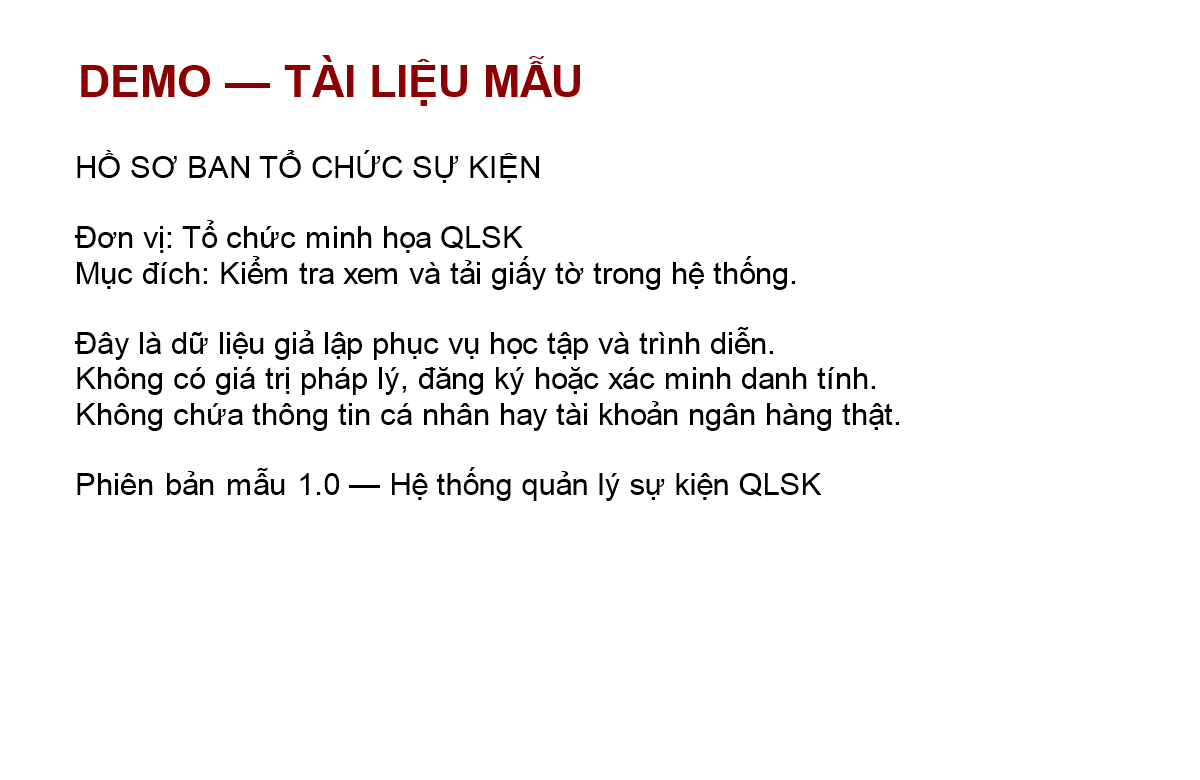 DEMO — TÀI LIỆU MẪU
HỒ SƠ BAN TỔ CHỨC SỰ KIỆN
Đơn vị: Tổ chức minh họa QLSK
Mục đích: Kiểm tra xem và tải giấy tờ trong hệ thống.
Đây là dữ liệu giả lập phục vụ học tập và trình diễn.
Không có giá trị pháp lý, đăng ký hoặc xác minh danh tính.
Không chứa thông tin cá nhân hay tài khoản ngân hàng thật.
Phiên bản mẫu 1.0 — Hệ thống quản lý sự kiện QLSK